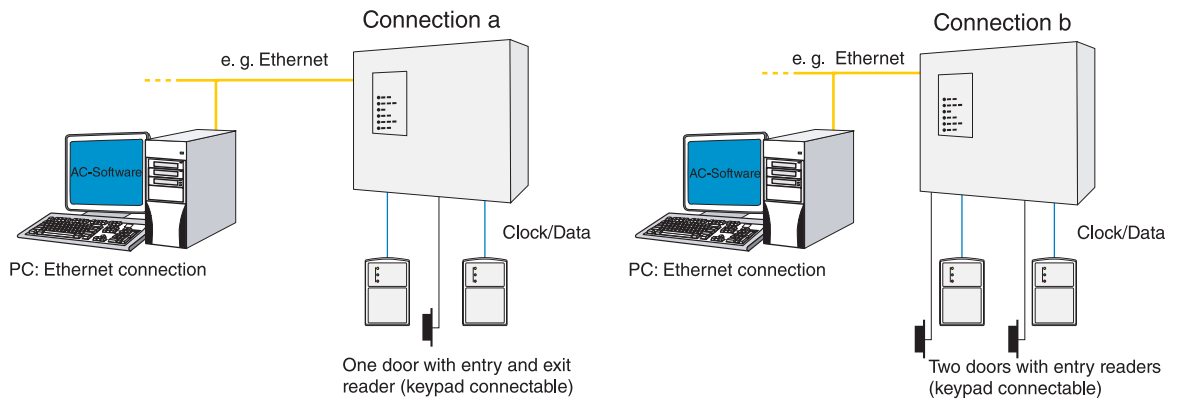 Connection a
e. g. Ethernet
AC-Software
Clock/Data
PC: Ethernet connection
One door with entry and exit
reader (keypad connectable)
Connection b
e. g. Ethernet
AC-Software
Clock/Data
PC: Ethernet connection
Two doors with entry readers
(keypad connectable)